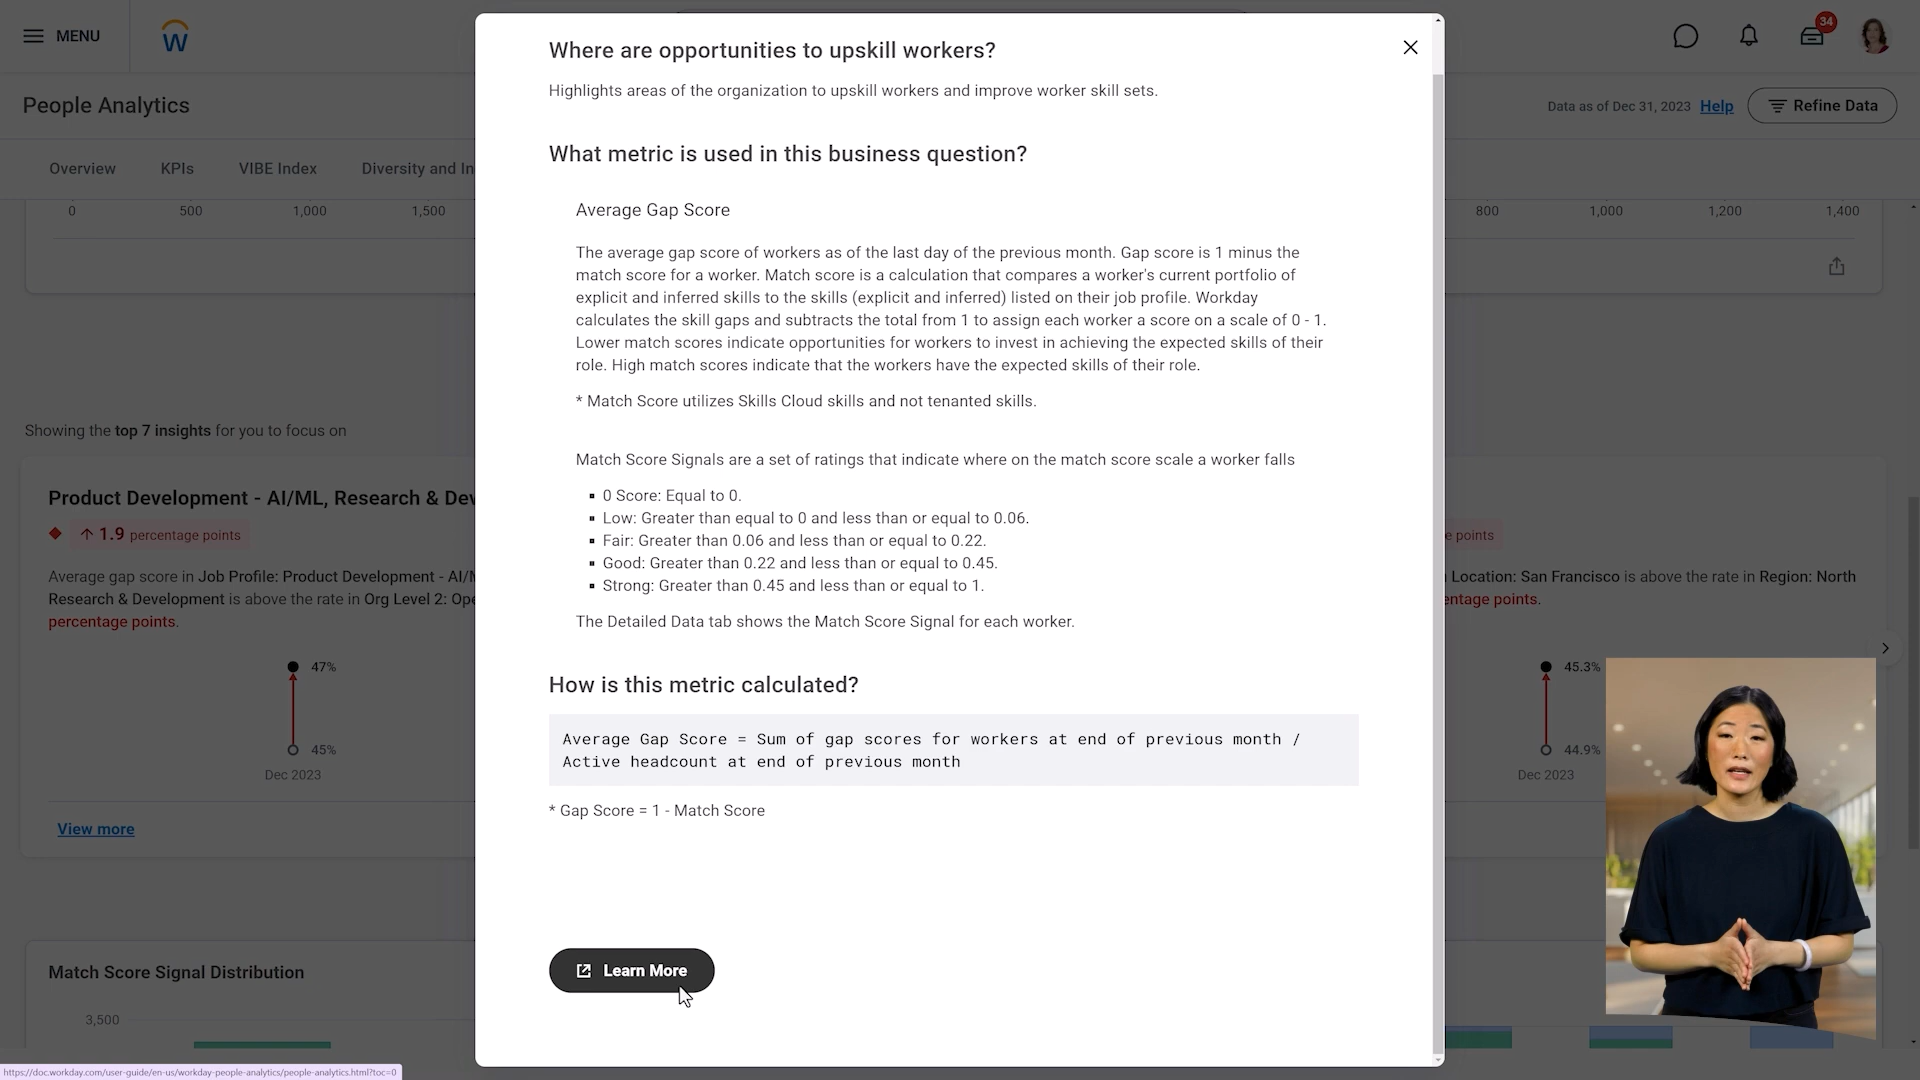 MENU
34
People Analytics
Data as of Dec 31, 2023 Help
Refine Data
Overview KPIs VIBE Index Diversity and In
0 500 1,000 1,500
800 1,000 1,200 1,400
Where are opportunities to upskill workers?
Highlights areas of the organization to upskill workers and improve worker skill sets.
What metric is used in this business question?
Average Gap Score
The average gap score of workers as of the last day of the previous month. Gap score is 1 minus the
match score for a worker. Match score is a calculation that compares a worker's current portfolio of
explicit and inferred skills to the skills (explicit and inferred) listed on their job profile. Workday
calculates the skill gaps and subtracts the total from 1 to assign each worker a score on a scale of 0 - 1.
Lower match scores indicate opportunities for workers to invest in achieving the expected skills of their
role. High match scores indicate that the workers have the expected skills of their role.
* Match Score utilizes Skills Cloud skills and not tenanted skills.
Match Score Signals are a set of ratings that indicate where on the match score scale a worker falls
▪ 0 Score: Equal to 0.
▪ Low: Greater than equal to 0 and less than or equal to 0.06.
▪ Fair: Greater than 0.06 and less than or equal to 0.22.
▪ Good: Greater than 0.22 and less than or equal to 0.45.
▪ Strong: Greater than 0.45 and less than or equal to 1.
The Detailed Data tab shows the Match Score Signal for each worker.
How is this metric calculated?
Average Gap Score = Sum of gap scores for workers at end of previous month /
Active headcount at end of previous month
* Gap Score = 1 - Match Score
Learn More
Showing the top 7 insights for you to focus on
Product Development - AI/ML, Research & Dev
1.9 percentage points
Average gap score in Job Profile: Product Development - AI/M
Research & Development is above the rate in Org Level 2: Ope
percentage points.
47%
45%
Dec 2023
View more
e points
Location: San Francisco is above the rate in Region: North
entage points.
45.3%
44.9%
Dec 2023
Match Score Signal Distribution
3,500
https://doc.workday.com/user-guide/en-us/workday-people-analytics/people-analytics.html?toc=0